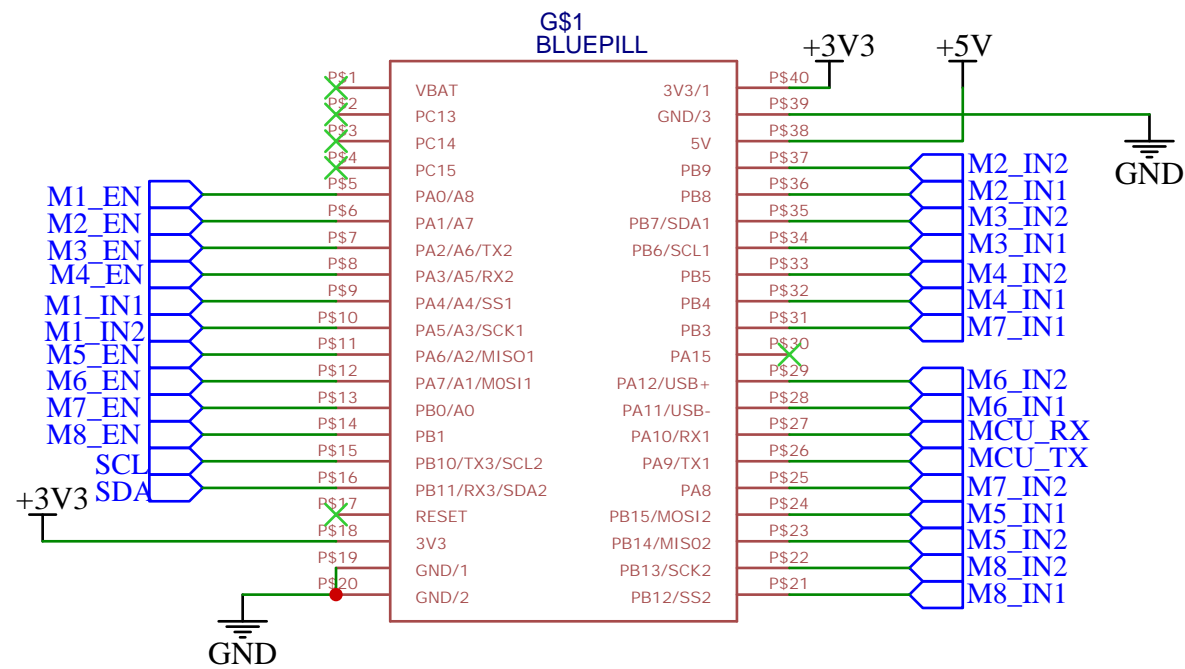 G$1
BLUEPILL
+3V3
+5V
P$1 VBAT 3V3/1 P$40
P$2 PC13 GND/3 P$39
P$3 PC14 5V P$38
P$4 PC15 PB9 P$37 M2_IN2
GND
M1_EN P$5 PA0/A8 PB8 P$36 M2_IN1
M2_EN P$6 PA1/A7 PB7/SDA1 P$35 M3_IN2
M3_EN P$7 PA2/A6/TX2 PB6/SCL1 P$34 M3_IN1
M4_EN P$8 PA3/A5/RX2 PB5 P$33 M4_IN2
M1_IN1 P$9 PA4/A4/SS1 PB4 P$32 M4_IN1
M1_IN2 P$10 PA5/A3/SCK1 PB3 P$31 M7_IN1
M5_EN P$11 PA6/A2/MISO1 PA15 P$30
M6_EN P$12 PA7/A1/M0SI1 PA12/USB+ P$29 M6_IN2
M7_EN P$13 PB0/A0 PA11/USB- P$28 M6_IN1
M8_EN P$14 PB1 PA10/RX1 P$27 MCU_RX
SCL P$15 PB10/TX3/SCL2 PA9/TX1 P$26 MCU_TX
SDA P$16 PB11/RX3/SDA2 PA8 P$25 M7_IN2
+3V3
P$17 RESET PB15/MOSI2 P$24 M5_IN1
P$18 3V3 PB14/MIS02 P$23 M5_IN2
P$19 GND/1 PB13/SCK2 P$22 M8_IN2
P$20 GND/2 PB12/SS2 P$21 M8_IN1
GND